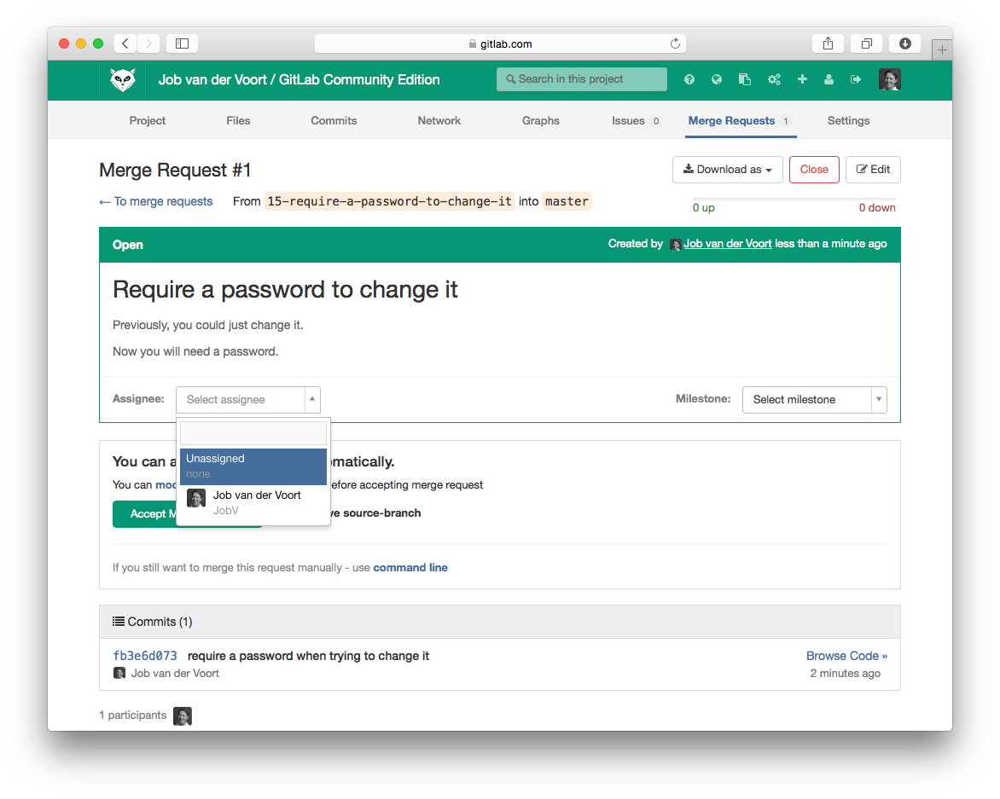 gitlab.com
Job van der Voort / GitLab Community Edition
Search in this project
Project Files Commits Network Graphs Issues 0 Merge Requests 1 Settings
Merge Request #1
Download as Close Edit
← To merge requests From 15-require-a-password-to-change-it into master
0 up 0 down
Open Created by Job van der Voort less than a minute ago
Require a password to change it
Previously, you could just change it.
Now you will need a password.
Assignee: Select assignee Milestone: Select milestone
Unassigned
none
Job van der Voort
JobV
You can a
matically.
You can mod
efore accepting merge request
Accept M
e source-branch
If you still want to merge this request manually - use command line
Commits (1)
fb3e6d073 require a password when trying to change it Browse Code »
Job van der Voort 2 minutes ago
1 participants